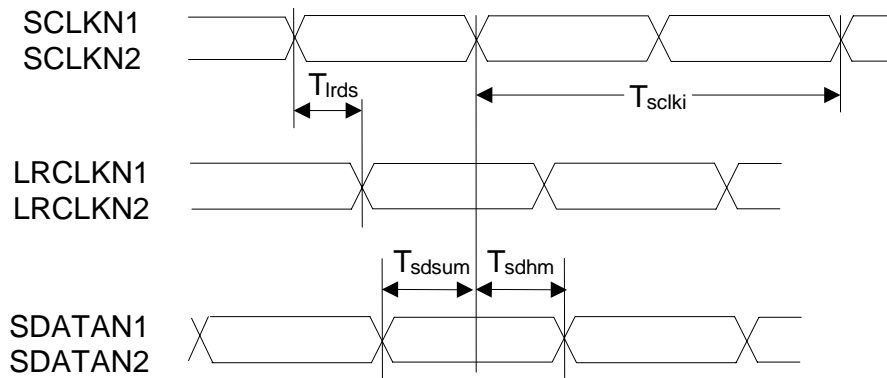 SCLKN1
SCLKN2
Tlrds
Tsclki
LRCLKN1
LRCLKN2
Tsdsum
Tsdhm
SDATAN1
SDATAN2